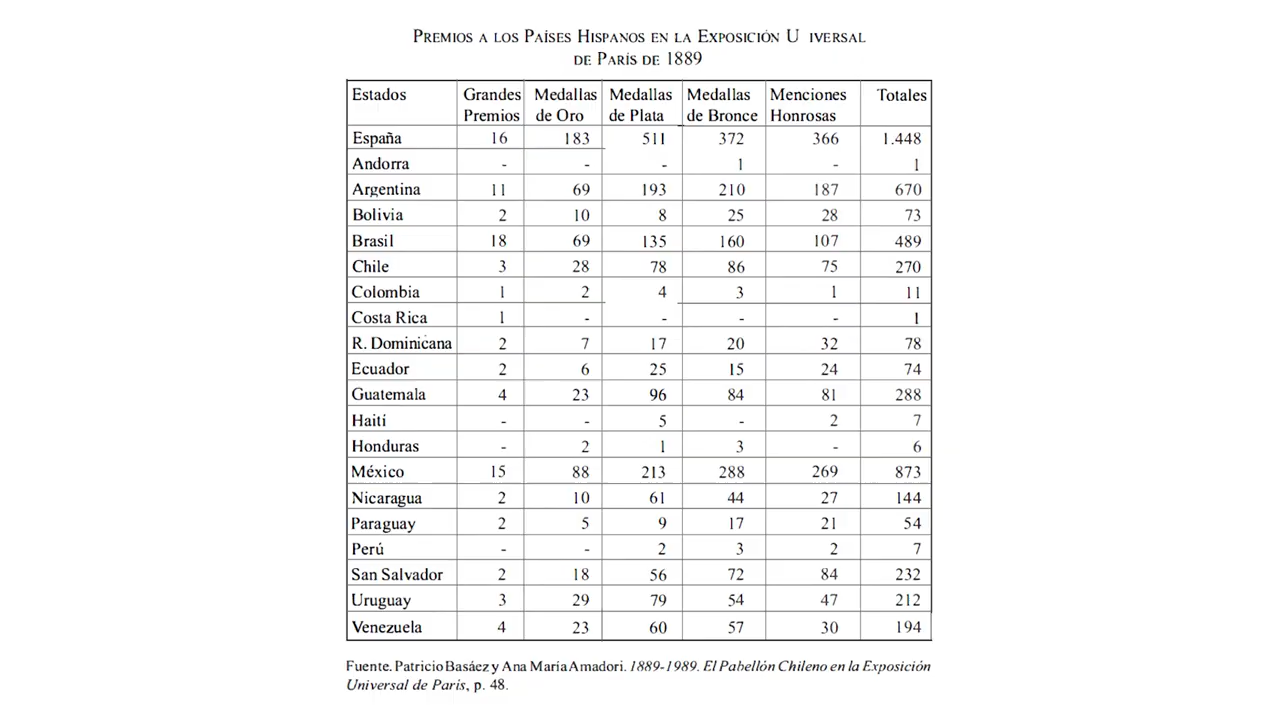 PREMIOS A LOS PAÍSES HISPANOS EN LA EXPOSICIÓN U IVERSAL
DE PARÍS DE 1889
Estados Grandes Premios Medallas de Oro Medallas de Plata Medallas de Bronce Menciones Honrosas Totales
España 16 183 511 372 366 1.448
Andorra - - - 1 - 1
Argentina 11 69 193 210 187 670
Bolivia 2 10 8 25 28 73
Brasil 18 69 135 160 107 489
Chile 3 28 78 86 75 270
Colombia 1 2 4 3 1 11
Costa Rica 1 - - - - 1
R. Dominicana 2 7 17 20 32 78
Ecuador 2 6 25 15 24 74
Guatemala 4 23 96 84 81 288
Haití - - 5 - 2 7
Honduras - 2 1 3 - 6
México 15 88 213 288 269 873
Nicaragua 2 10 61 44 27 144
Paraguay 2 5 9 17 21 54
Perú - - 2 3 2 7
San Salvador 2 18 56 72 84 232
Uruguay 3 29 79 54 47 212
Venezuela 4 23 60 57 30 194
Fuente. Patricio Basáez y Ana María Amadori. 1889-1989. El Pabellón Chileno en la Exposición
Universal de París, p. 48.